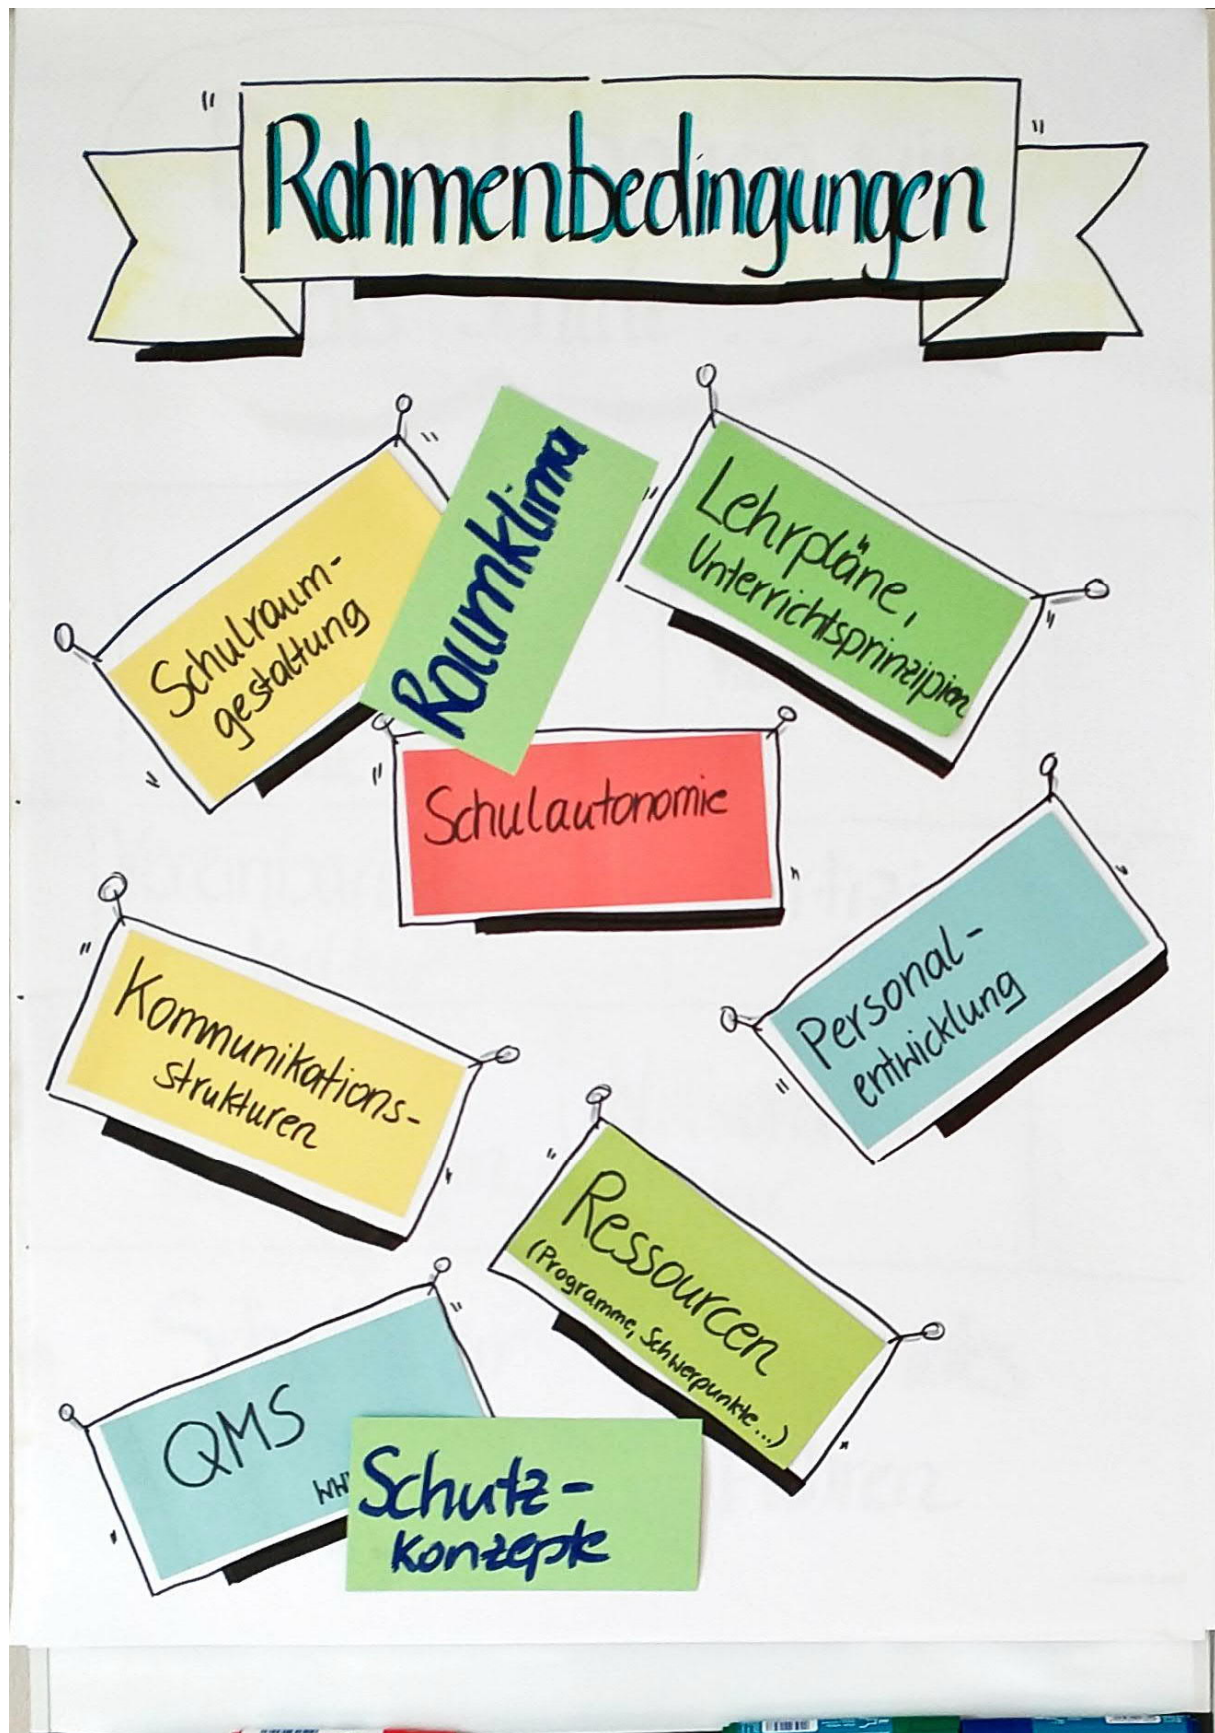 Rahmenbedingungen
Schulraum-
gestaltung
Raumklima
Lehrpläne,
Unterrichtsprinzipien
Schulautonomie
Kommunikations-
strukturen
Personal-
entwicklung
Ressourcen
(Programme, Schwerpunkte...)
QMS
Schutz-
konzepte